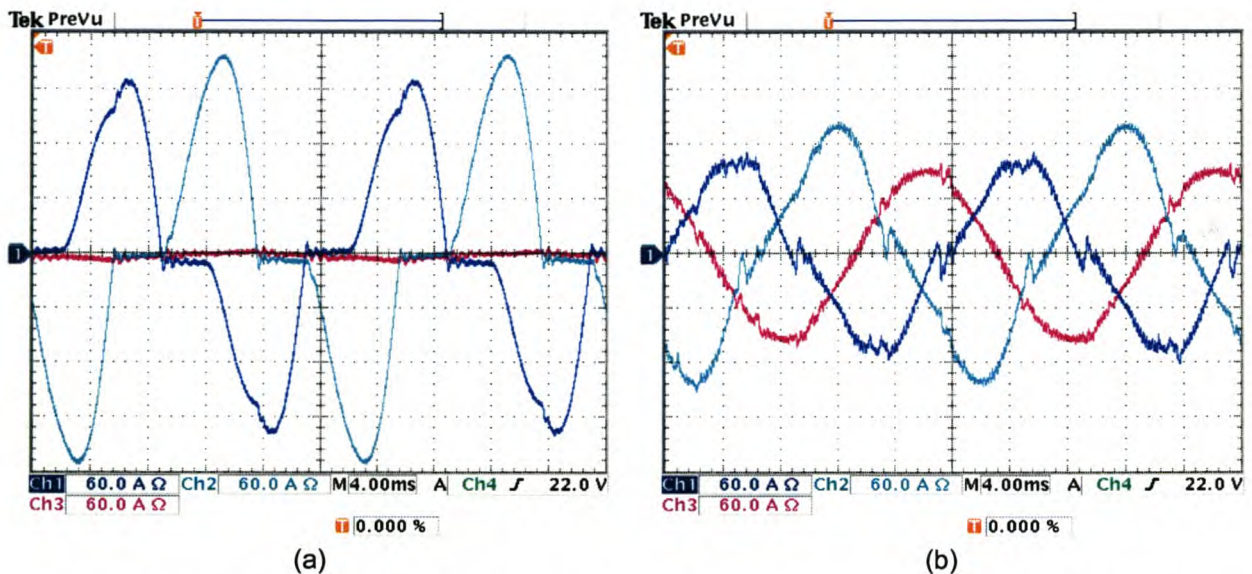 Tek PreVu
T
T
1
Ch1 60.0 A Ω Ch2 60.0 A Ω M 4.00ms A Ch4 22.0 V
Ch3 60.0 A Ω
T 0.000 %
(a)
Tek PreVu
T
T
1
Ch1 60.0 A Ω Ch2 60.0 A Ω M 4.00ms A Ch4 22.0 V
Ch3 60.0 A Ω
T 0.000 %
(b)